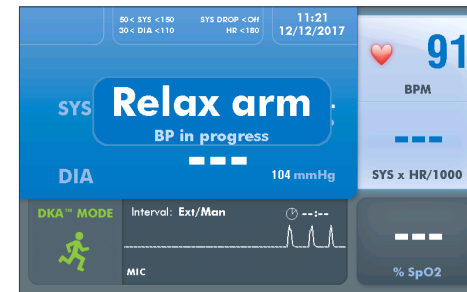 50< SYS <150 SYS DROP <Off
30< DIA <110 HR <180
11:21
12/12/2017
91
BPM
SYS
Relax arm
BP in progress
---
DIA
104 mmHg
---
SYS x HR/1000
DKA™ MODE
Interval: Ext/Man
--:--
MIC
---
% SpO2